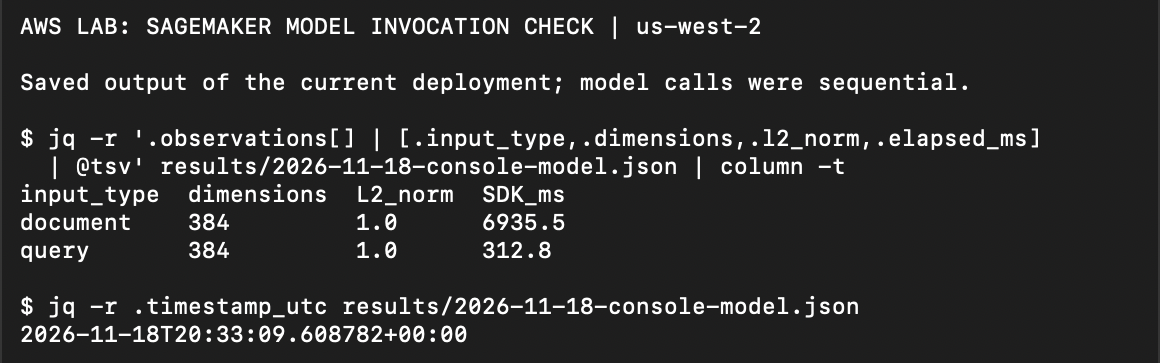 AWS LAB: SAGEMAKER MODEL INVOCATION CHECK | us-west-2
Saved output of the current deployment; model calls were sequential.
$ jq -r '.observations[] | [.input_type,.dimensions,.l2_norm,.elapsed_ms]
| @tsv' results/2026-11-18-console-model.json | column -t
input_type dimensions L2_norm SDK_ms
document 384 1.0 6935.5
query 384 1.0 312.8
$ jq -r .timestamp_utc results/2026-11-18-console-model.json
2026-11-18T20:33:09.608782+00:00